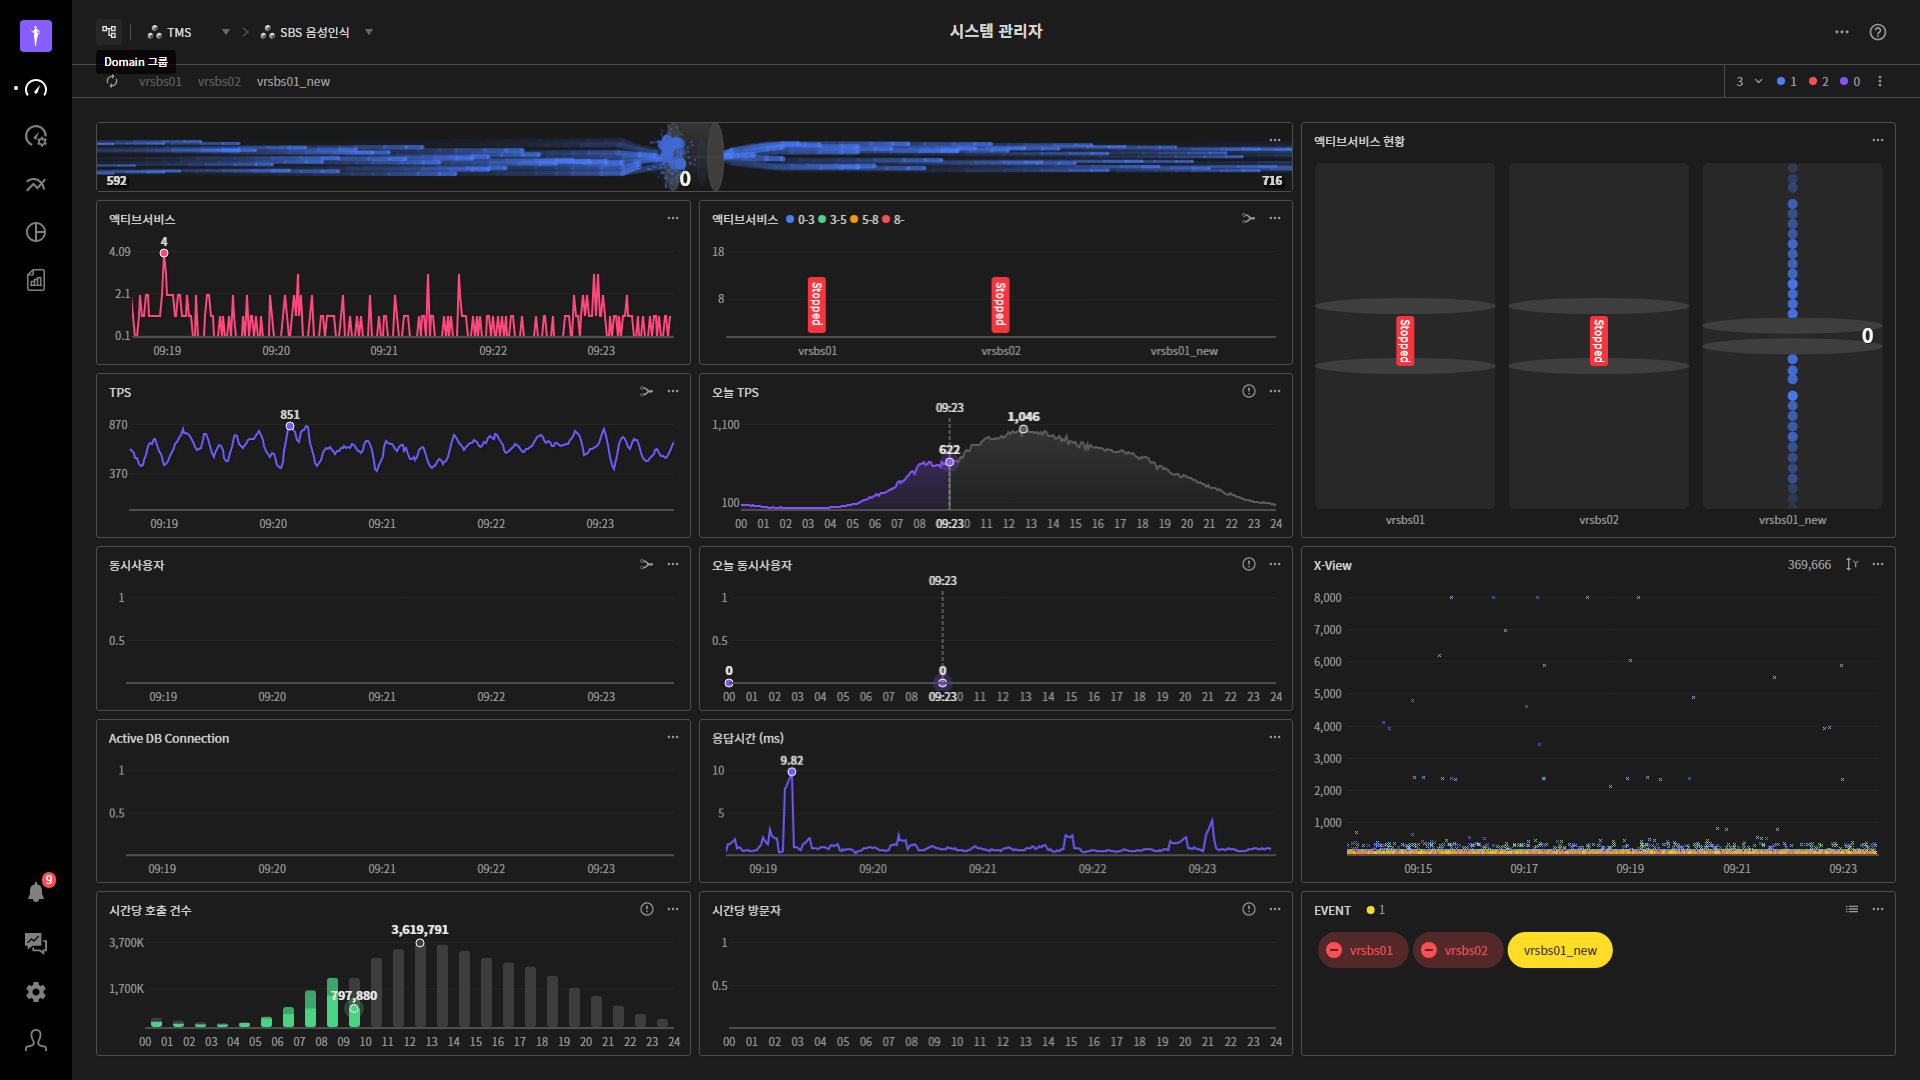 TMS
SBS 음성인식
시스템 관리자
Domain 그룹
vrsbs01 vrsbs02 vrsbs01_new
3 1 2 0
592
0
716
액티브서비스
4
4.09
2.1
0.1
09:19 09:20 09:21 09:22 09:23
액티브서비스 0-3 3-5 5-8 8-
18
8
Stopped
Stopped
vrsbs01 vrsbs02 vrsbs01_new
액티브서비스 현황
Stopped
Stopped
0
vrsbs01 vrsbs02 vrsbs01_new
TPS
851
870
370
09:19 09:20 09:21 09:22 09:23
오늘 TPS
09:23
1,046
622
1,100
100
00 01 02 03 04 05 06 07 08 09:23 0 11 12 13 14 15 16 17 18 19 20 21 22 23 24
동시사용자
1
0.5
09:19 09:20 09:21 09:22 09:23
오늘 동시사용자
09:23
1
0.5
0
0
00 01 02 03 04 05 06 07 08 09:23 0 11 12 13 14 15 16 17 18 19 20 21 22 23 24
X-View
369,666
Y
8,000
7,000
6,000
5,000
4,000
3,000
2,000
1,000
09:15 09:17 09:19 09:21 09:23
Active DB Connection
1
0.5
09:19 09:20 09:21 09:22 09:23
응답시간 (ms)
9.82
10
5
09:19 09:20 09:21 09:22 09:23
시간당 호출 건수
3,619,791
3,700K
1,700K
797,880
00 01 02 03 04 05 06 07 08 09 10 11 12 13 14 15 16 17 18 19 20 21 22 23 24
시간당 방문자
1
0.5
00 01 02 03 04 05 06 07 08 09 10 11 12 13 14 15 16 17 18 19 20 21 22 23 24
EVENT 1
vrsbs01 vrsbs02 vrsbs01_new
9